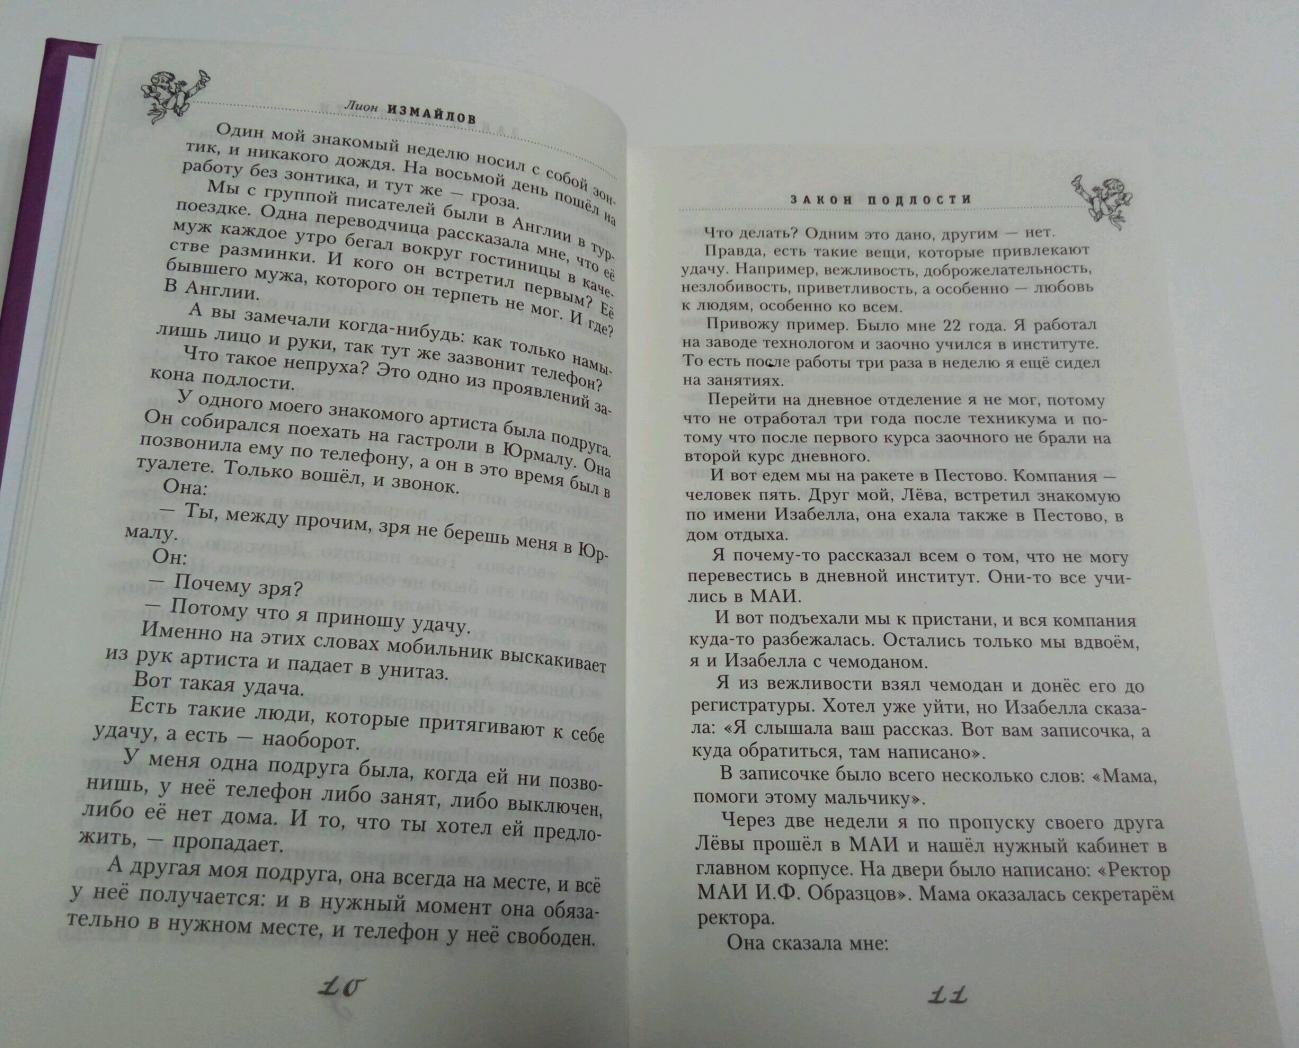 Лион ИЗМАЙЛОВ
Один мой знакомый неделю носил с собой зон-
тик, и никакого дождя. На восьмой день пошёл на
работу без зонтика, и тут же — гроза.
Мы с группой писателей были в Англии в тур-
поездке. Одна переводчица рассказала мне, что её
муж каждое утро бегал вокруг гостиницы в каче-
стве разминки. И кого он встретил первым? Её
бывшего мужа, которого он терпеть не мог. И где?
В Англии.
А вы замечали когда-нибудь: как только намы-
лишь лицо и руки, так тут же зазвонит телефон?
Что такое непруха? Это одно из проявлений за-
кона подлости.
У одного моего знакомого артиста была подруга.
Он собирался поехать на гастроли в Юрмалу. Она
позвонила ему по телефону, а он в это время был в
туалете. Только вошёл, и звонок.
Она:
— Ты, между прочим, зря не берешь меня в Юр-
малу.
Он:
— Почему зря?
— Потому что я приношу удачу.
Именно на этих словах мобильник выскакивает
из рук артиста и падает в унитаз.
Вот такая удача.
Есть такие люди, которые притягивают к себе
удачу, а есть — наоборот.
У меня одна подруга была, когда ей ни позво-
нишь, у неё телефон либо занят, либо выключен,
либо её нет дома. И то, что ты хотел ей предло-
жить, — пропадает.
А другая моя подруга, она всегда на месте, и всё
у неё получается: и в нужный момент она обяза-
тельно в нужном месте, и телефон у неё свободен.
10
ЗАКОН ПОДЛОСТИ
Что делать? Одним это дано, другим — нет.
Правда, есть такие вещи, которые привлекают
удачу. Например, вежливость, доброжелательность,
незлобивость, приветливость, а особенно — любовь
к людям, особенно ко всем.
Привожу пример. Было мне 22 года. Я работал
на заводе технологом и заочно учился в институте.
То есть после работы три раза в неделю я ещё сидел
на занятиях.
Перейти на дневное отделение я не мог, потому
что не отработал три года после техникума и по-
тому что после первого курса заочного не брали на
второй курс дневного.
И вот едем мы на ракете в Пестово. Компания —
человек пять. Друг мой, Лёва, встретил знакомую
по имени Изабелла, она ехала также в Пестово, в
дом отдыха.
Я почему-то рассказал всем о том, что не могу
перевестись в дневной институт. Они-то все учи-
лись в МАИ.
И вот подъехали мы к пристани, и вся компания
куда-то разбежалась. Остались только мы вдвоём,
я и Изабелла с чемоданом.
Я из вежливости взял чемодан и донёс его до
регистратуры. Хотел уже уйти, но Изабелла сказа-
ла: «Я слышала ваш рассказ. Вот вам записочка, а
куда обратиться, там написано».
В записочке было всего несколько слов: «Мама,
помоги этому мальчику».
Через две недели я по пропуску своего друга
Лёвы прошёл в МАИ и нашёл нужный кабинет в
главном корпусе. На двери было написано: «Ректор
МАИ И.Ф. Образцов». Мама оказалась секретарём
ректора.
Она сказала мне:
11